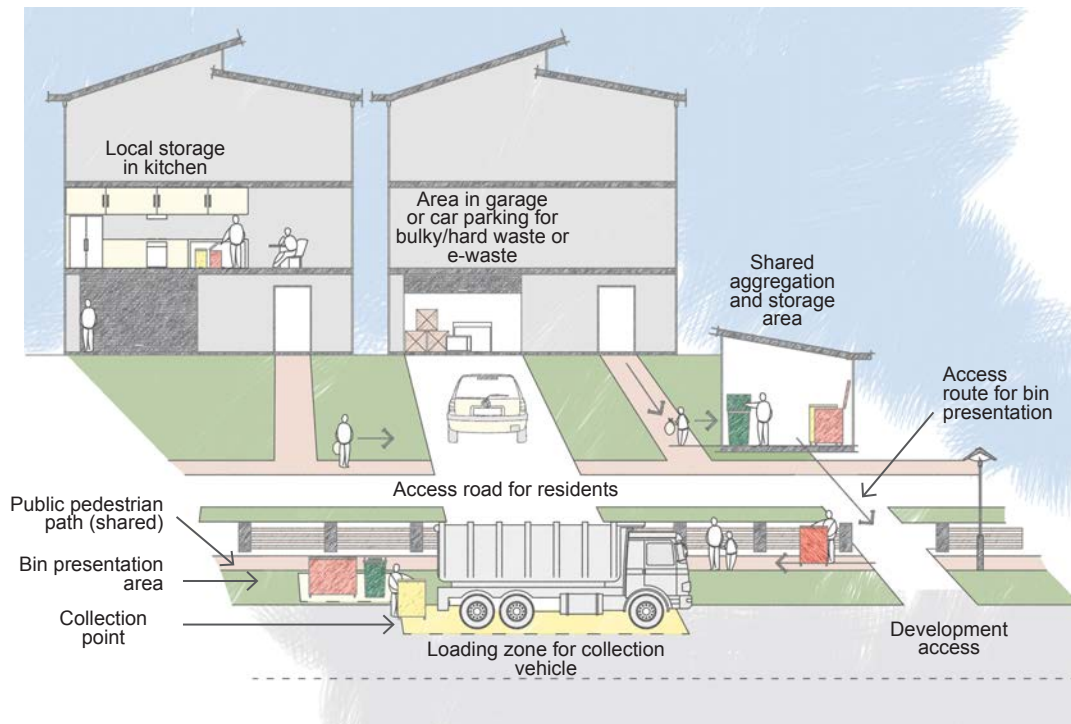 Local storage
in kitchen
Area in garage
or car parking for
bulky/hard waste or
e-waste
Shared
aggregation
and storage
area
Access
route for bin
presentation
Access road for residents
Public pedestrian
path (shared)
Bin presentation
area
Collection
point
Loading zone for collection
vehicle
Development
access